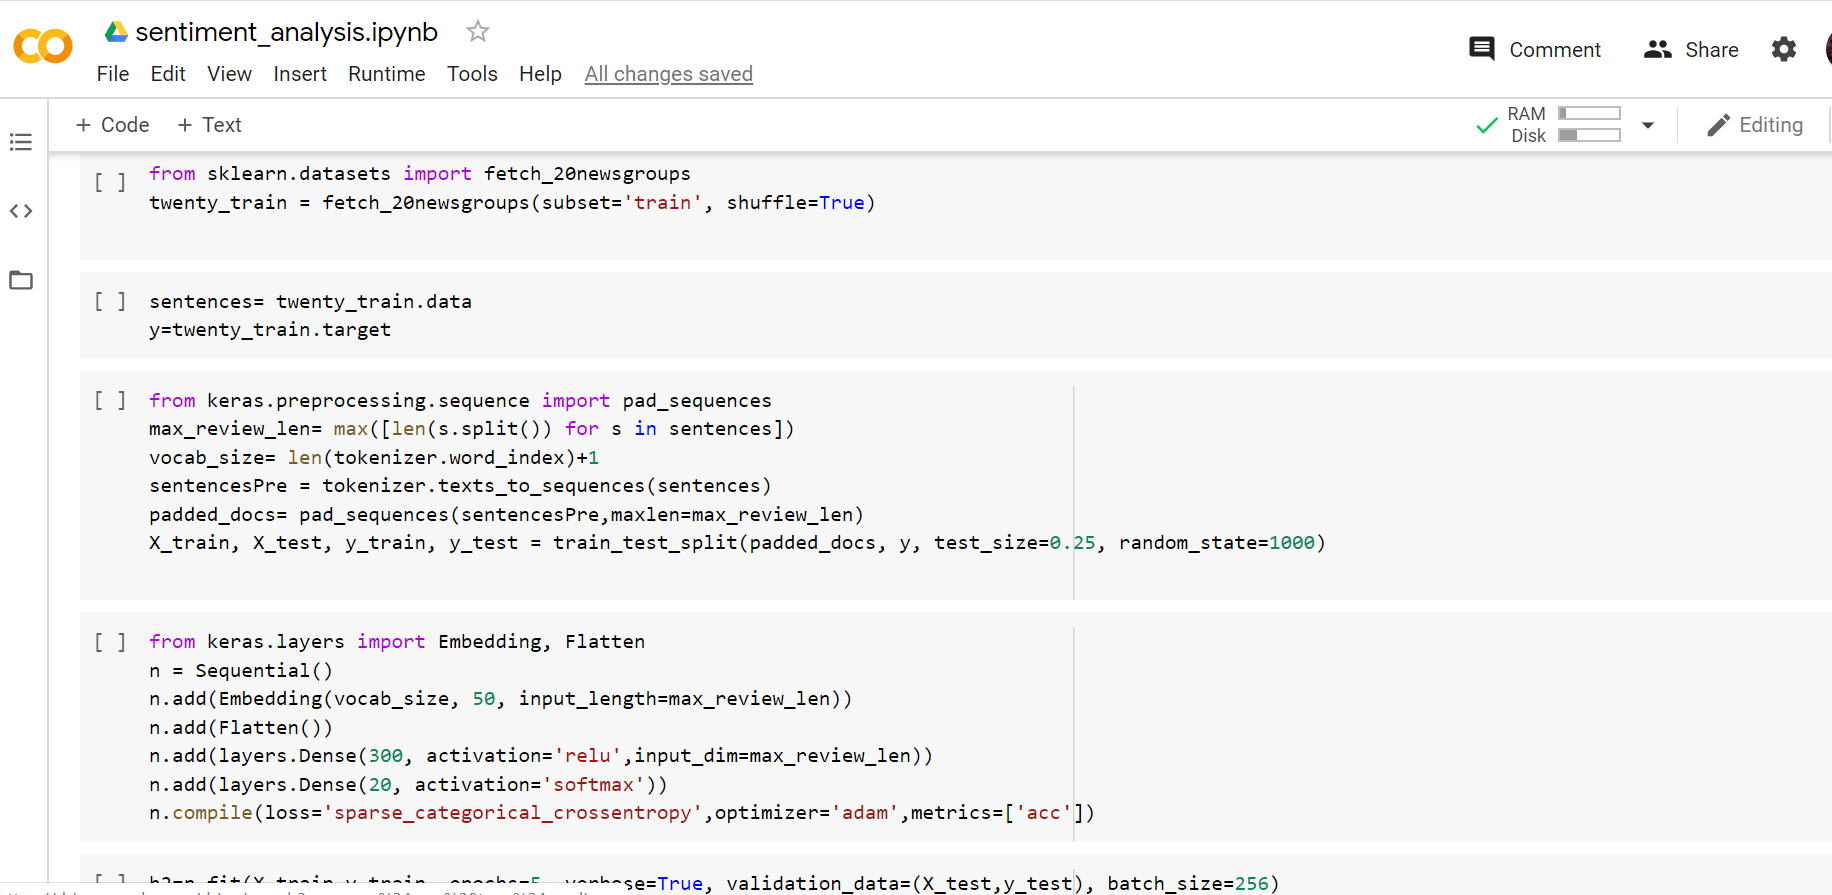 sentiment_analysis.ipynb
File Edit View Insert Runtime Tools Help All changes saved
Comment Share
+ Code + Text
RAM
Disk
Editing
[ ] from sklearn.datasets import fetch_20newsgroups
twenty_train = fetch_20newsgroups(subset='train', shuffle=True)
[ ] sentences= twenty_train.data
y=twenty_train.target
[ ] from keras.preprocessing.sequence import pad_sequences
max_review_len= max([len(s.split()) for s in sentences])
vocab_size= len(tokenizer.word_index)+1
sentencesPre = tokenizer.texts_to_sequences(sentences)
padded_docs= pad_sequences(sentencesPre,maxlen=max_review_len)
X_train, X_test, y_train, y_test = train_test_split(padded_docs, y, test_size=0.25, random_state=1000)
[ ] from keras.layers import Embedding, Flatten
n = Sequential()
n.add(Embedding(vocab_size, 50, input_length=max_review_len))
n.add(Flatten())
n.add(layers.Dense(300, activation='relu',input_dim=max_review_len))
n.add(layers.Dense(20, activation='softmax'))
n.compile(loss='sparse_categorical_crossentropy',optimizer='adam',metrics=['acc'])
[ ] n.fit(X_train,y_train, epochs=5, verbose=True, validation_data=(X_test,y_test), batch_size=256)